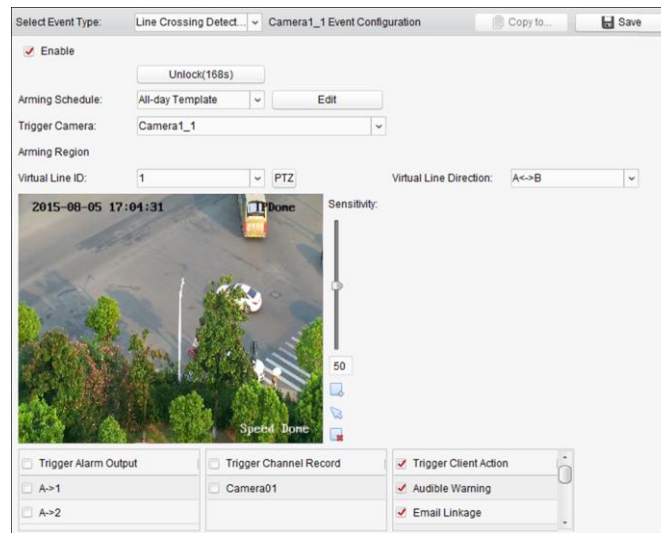 Select Event Type: Line Crossing Detect... Camera1_1 Event Configuration Copy to... Save
Enable
Unlock(168s)
Arming Schedule: All-day Template Edit
Trigger Camera: Camera1_1
Arming Region
Virtual Line ID: 1 PTZ Virtual Line Direction: A<->B
2015-08-05 17:04:31 IPDome Sensitivity:
50
Speed Dome
Trigger Alarm Output Trigger Channel Record Trigger Client Action
A->1 Camera01 Audible Warning
A->2 Email Linkage